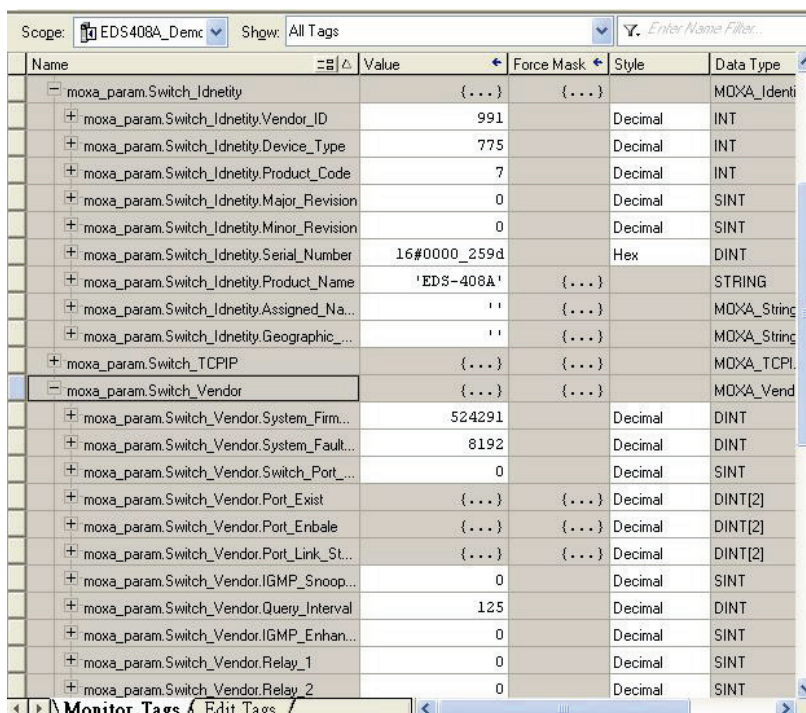 Scope: EDS408A_Demc Show: All Tags Enter Name Filter...
Name Value Force Mask Style Data Type
moxa_param.Switch_Idnetity {...} {...} MOXA_Identi
moxa_param.Switch_Idnetity.Vendor_ID 991 Decimal INT
moxa_param.Switch_Idnetity.Device_Type 775 Decimal INT
moxa_param.Switch_Idnetity.Product_Code 7 Decimal INT
moxa_param.Switch_Idnetity.Major_Revision 0 Decimal SINT
moxa_param.Switch_Idnetity.Minor_Revision 0 Decimal SINT
moxa_param.Switch_Idnetity.Serial_Number 16#0000_259d Hex DINT
moxa_param.Switch_Idnetity.Product_Name 'EDS-408A' {...} STRING
moxa_param.Switch_Idnetity.Assigned_Na... '' {...} MOXA_String
moxa_param.Switch_Idnetity.Geographic_... '' {...} MOXA_String
moxa_param.Switch_TCPIP {...} {...} MOXA_TCPI.
moxa_param.Switch_Vendor {...} {...} MOXA_Vend
moxa_param.Switch_Vendor.System_Firm... 524291 Decimal DINT
moxa_param.Switch_Vendor.System_Fault... 8192 Decimal DINT
moxa_param.Switch_Vendor.Switch_Port_... 0 Decimal SINT
moxa_param.Switch_Vendor.Port_Exist {...} {...} Decimal DINT[2]
moxa_param.Switch_Vendor.Port_Enbale {...} {...} Decimal DINT[2]
moxa_param.Switch_Vendor.Port_Link_St... {...} {...} Decimal DINT[2]
moxa_param.Switch_Vendor.IGMP_Snoop... 0 Decimal SINT
moxa_param.Switch_Vendor.Query_Interval 125 Decimal DINT
moxa_param.Switch_Vendor.IGMP_Enhan... 0 Decimal SINT
moxa_param.Switch_Vendor.Relay_1 0 Decimal SINT
moxa_param.Switch_Vendor.Relay_2 0 Decimal SINT
Monitor Tags Edit Tags